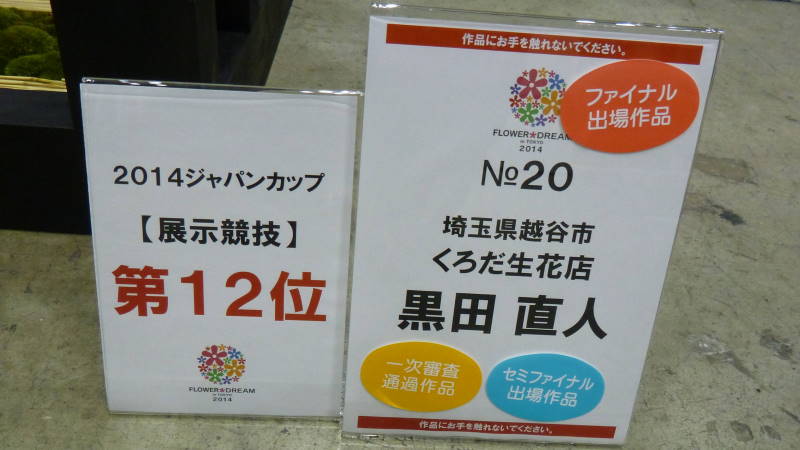 2014ジャパンカップ
【展示競技】
第12位
FLOWER★DREAM
in TOKYO
2014
作品にお手を触れないでください。
FLOWER★DREAM
in TOKYO
2014
ファイナル
出場作品
№20
埼玉県越谷市
くろだ生花店
黒田 直人
一次審査
通過作品
セミファイナル
出場作品
作品にお手を触れないでください。